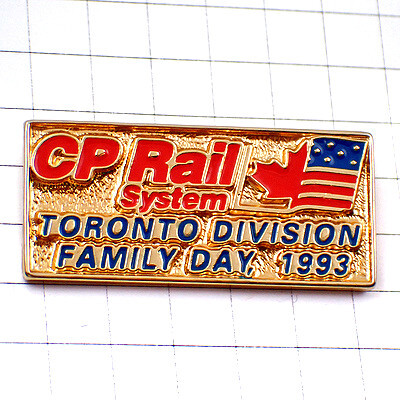 CP Rail
System
TORONTO DIVISION
FAMILY DAY, 1993